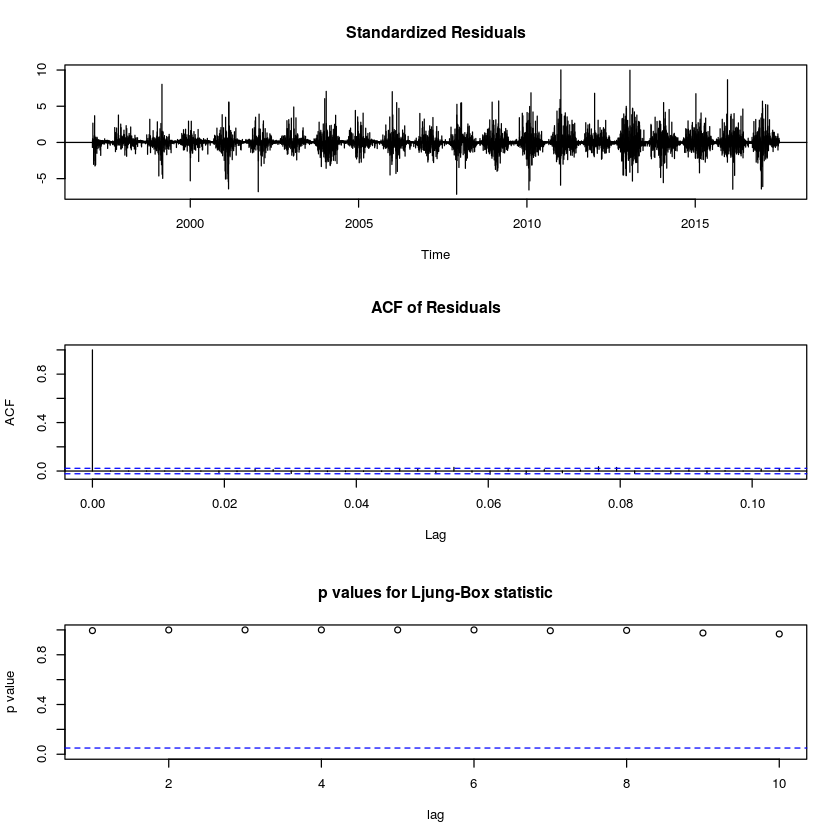 Standardized Residuals
10
5
0
-5
2000 2005 2010 2015
Time
ACF of Residuals
ACF
0.8
0.4
0.0
0.00 0.02 0.04 0.06 0.08 0.10
Lag
p values for Ljung-Box statistic
p value
0.8
0.4
0.0
2 4 6 8 10
lag